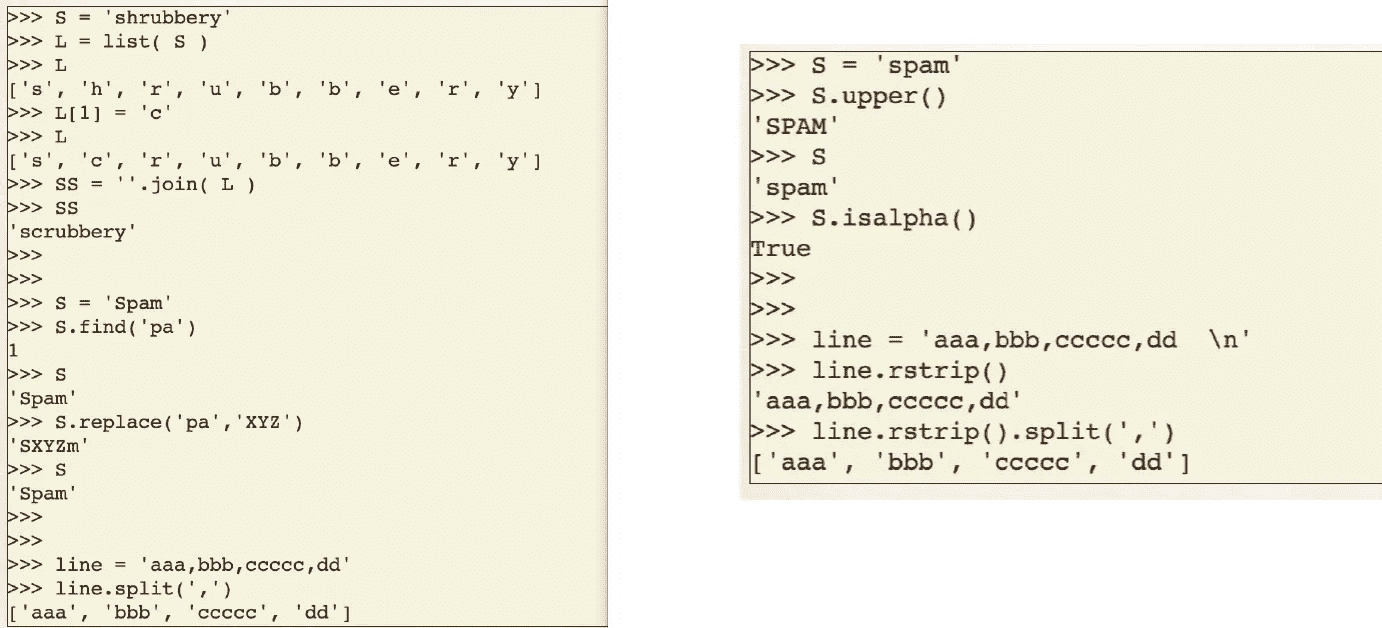 >>> S = 'shrubbery'
>>> L = list( S )
>>> L
['s', 'h', 'r', 'u', 'b', 'b', 'e', 'r', 'y']
>>> L[1] = 'c'
>>> L
['s', 'c', 'r', 'u', 'b', 'b', 'e', 'r', 'y']
>>> SS = ''.join( L )
>>> SS
'scrubbery'
>>>
>>>
>>> S = 'Spam'
>>> S.find('pa')
1
>>> S
'Spam'
>>> S.replace('pa','XYZ')
'SXYZm'
>>> S
'Spam'
>>>
>>>
>>> line = 'aaa,bbb,ccccc,dd'
>>> line.split(',')
['aaa', 'bbb', 'ccccc', 'dd']
>>> S = 'spam'
>>> S.upper()
'SPAM'
>>> S
'spam'
>>> S.isalpha()
True
>>>
>>>
>>> line = 'aaa,bbb,ccccc,dd  \n'
>>> line.rstrip()
'aaa,bbb,ccccc,dd'
>>> line.rstrip().split(',')
['aaa', 'bbb', 'ccccc', 'dd']